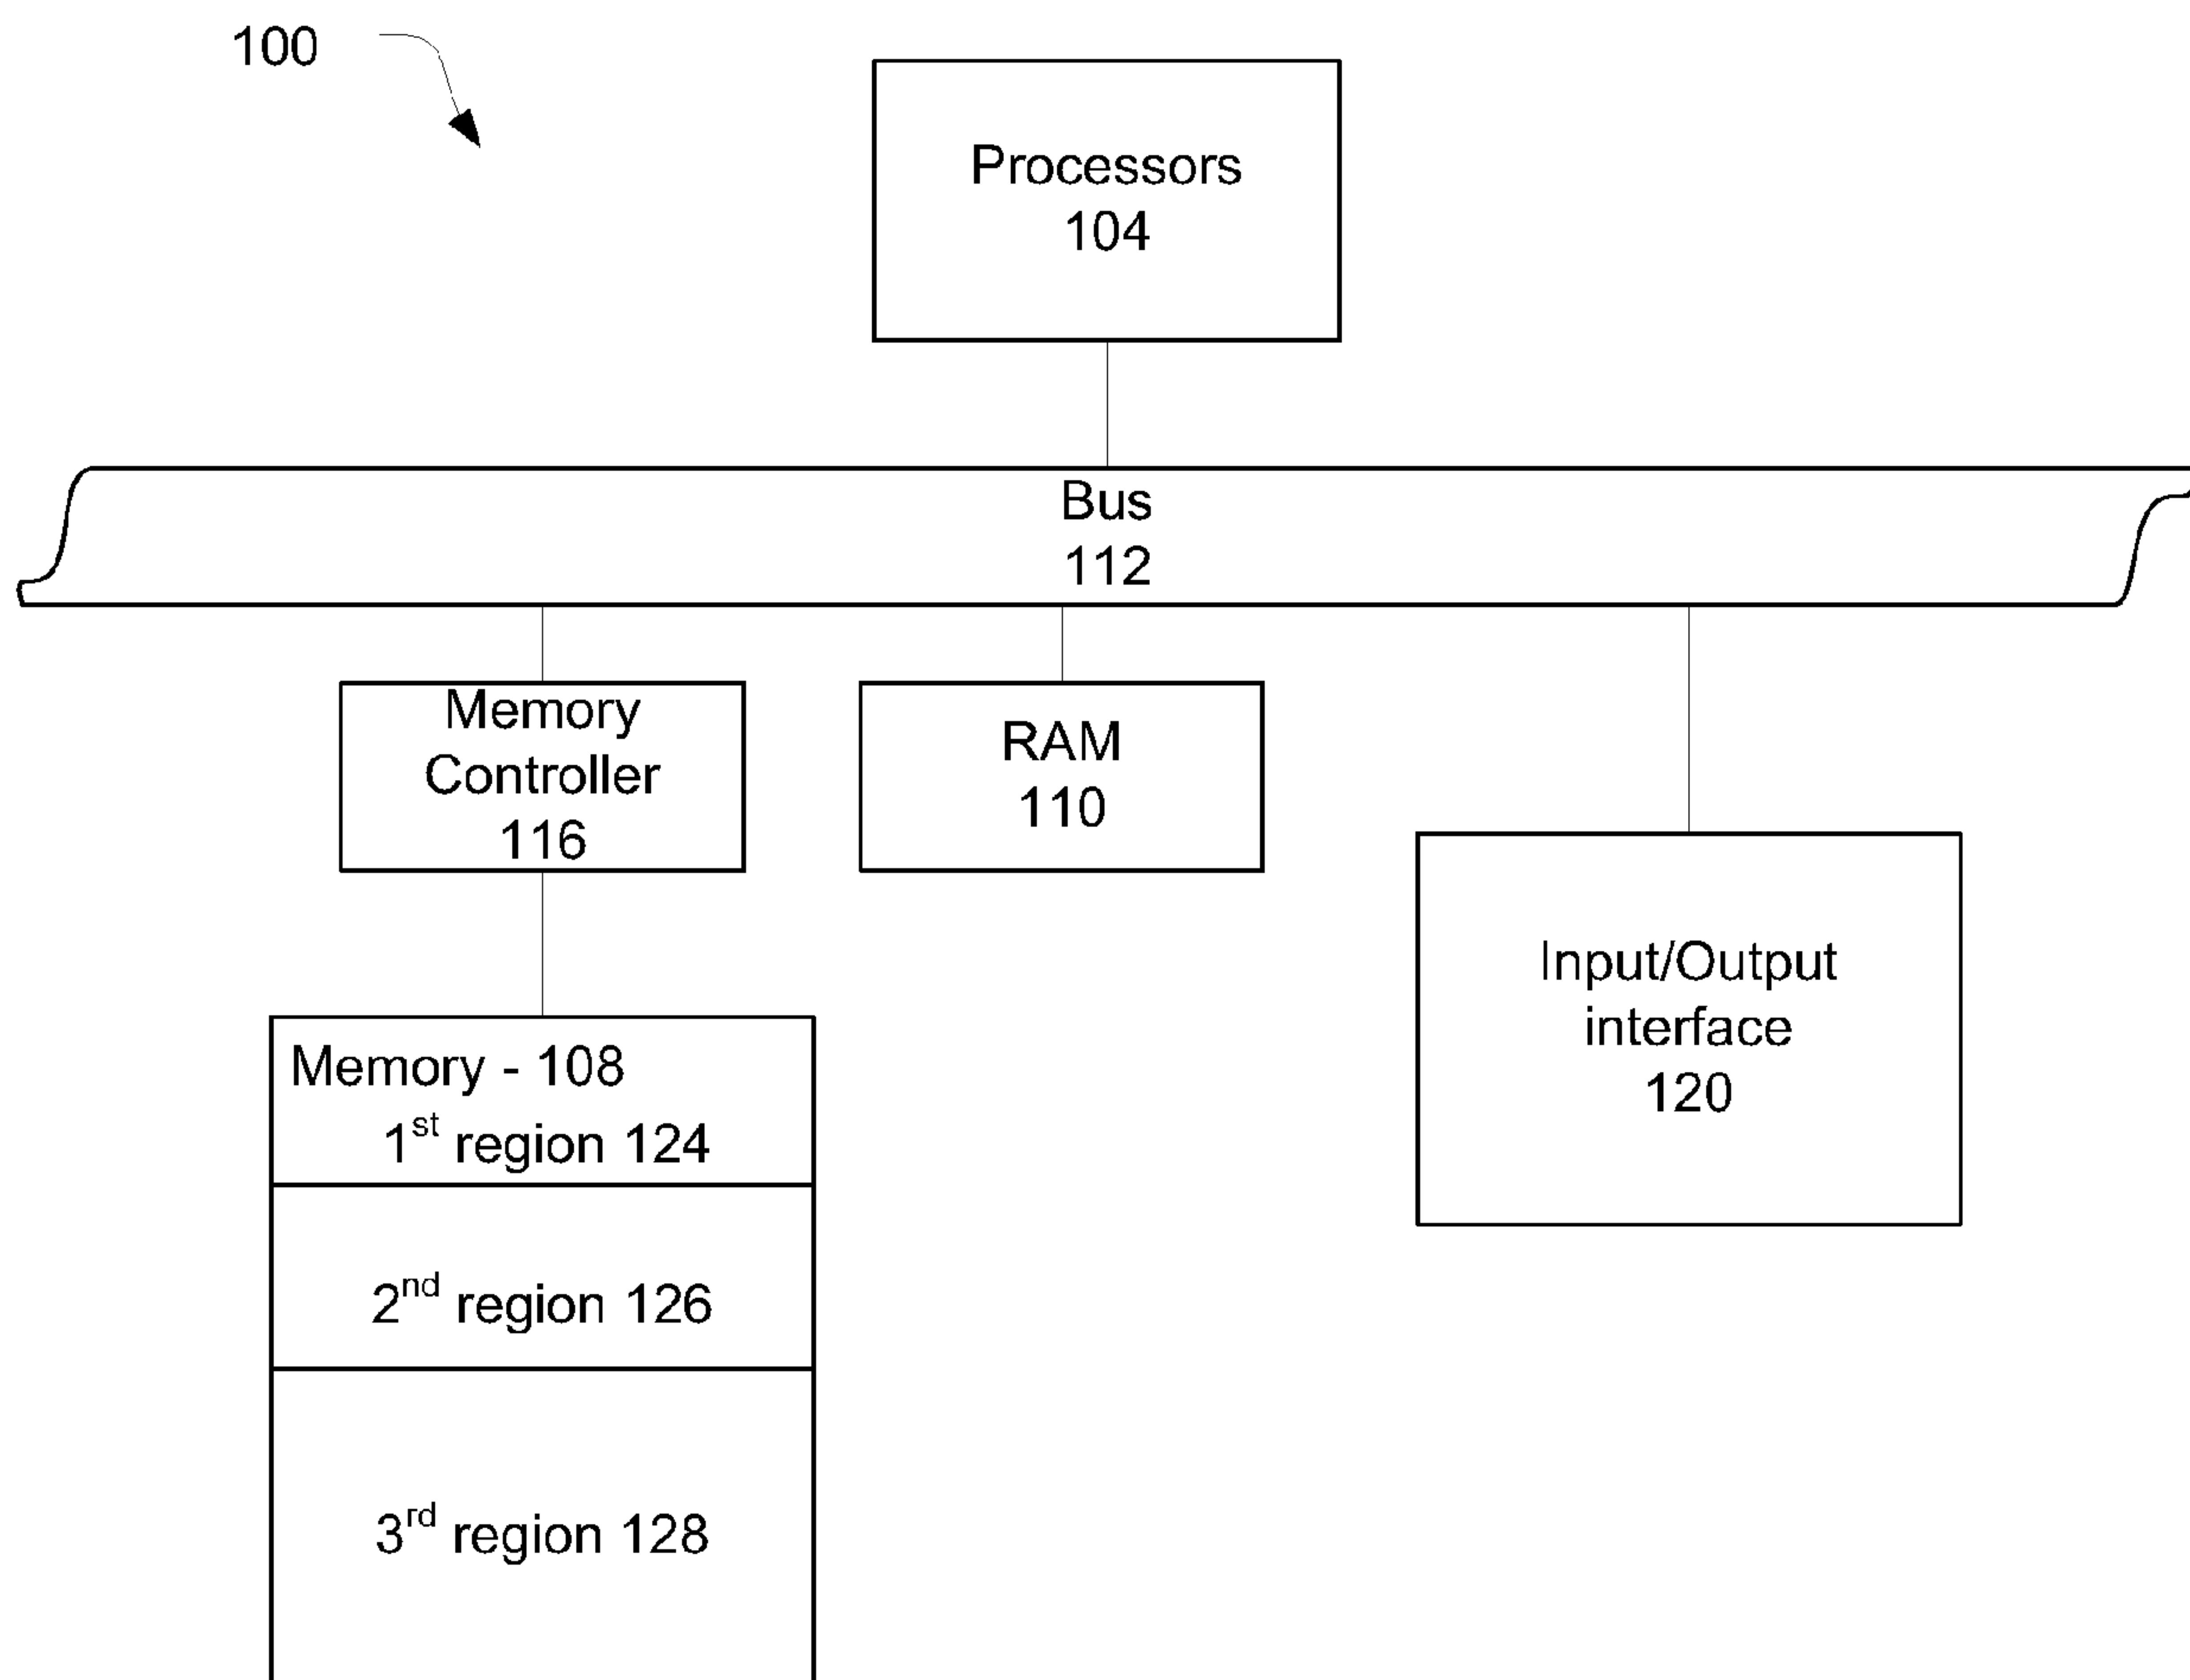 100
Processors
104
Bus
112
Memory
Controller
116
RAM
110
Input/Output
interface
120
Memory - 108
1st region 124
2nd region 126
3rd region 128